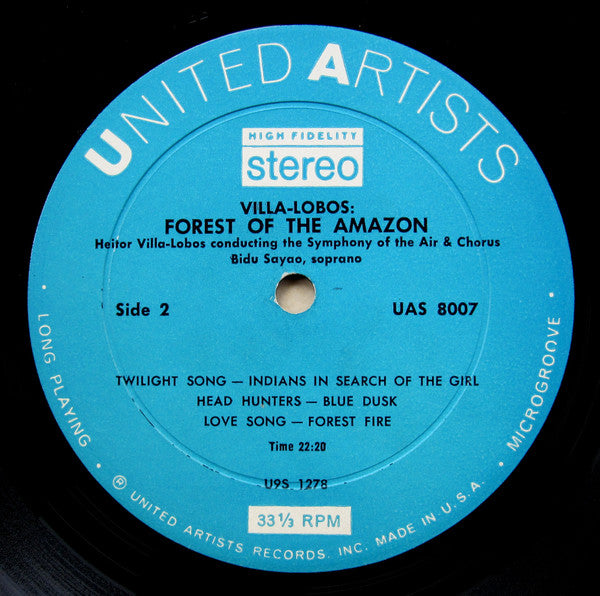 UNITED ARTISTS
HIGH FIDELITY
stereo
VILLA-LOBOS:
FOREST OF THE AMAZON
Heitor Villa-Lobos conducting the Symphony of the Air & Chorus
Bidu Sayao, soprano
Side 2
UAS 8007
TWILIGHT SONG — INDIANS IN SEARCH OF THE GIRL
HEAD HUNTERS — BLUE DUSK
LOVE SONG — FOREST FIRE
Time 22:20
U9S 1278
33 1/3 RPM
· LONG PLAYING · ® UNITED ARTISTS RECORDS, INC. MADE IN U.S.A. · MICROGROOVE ·